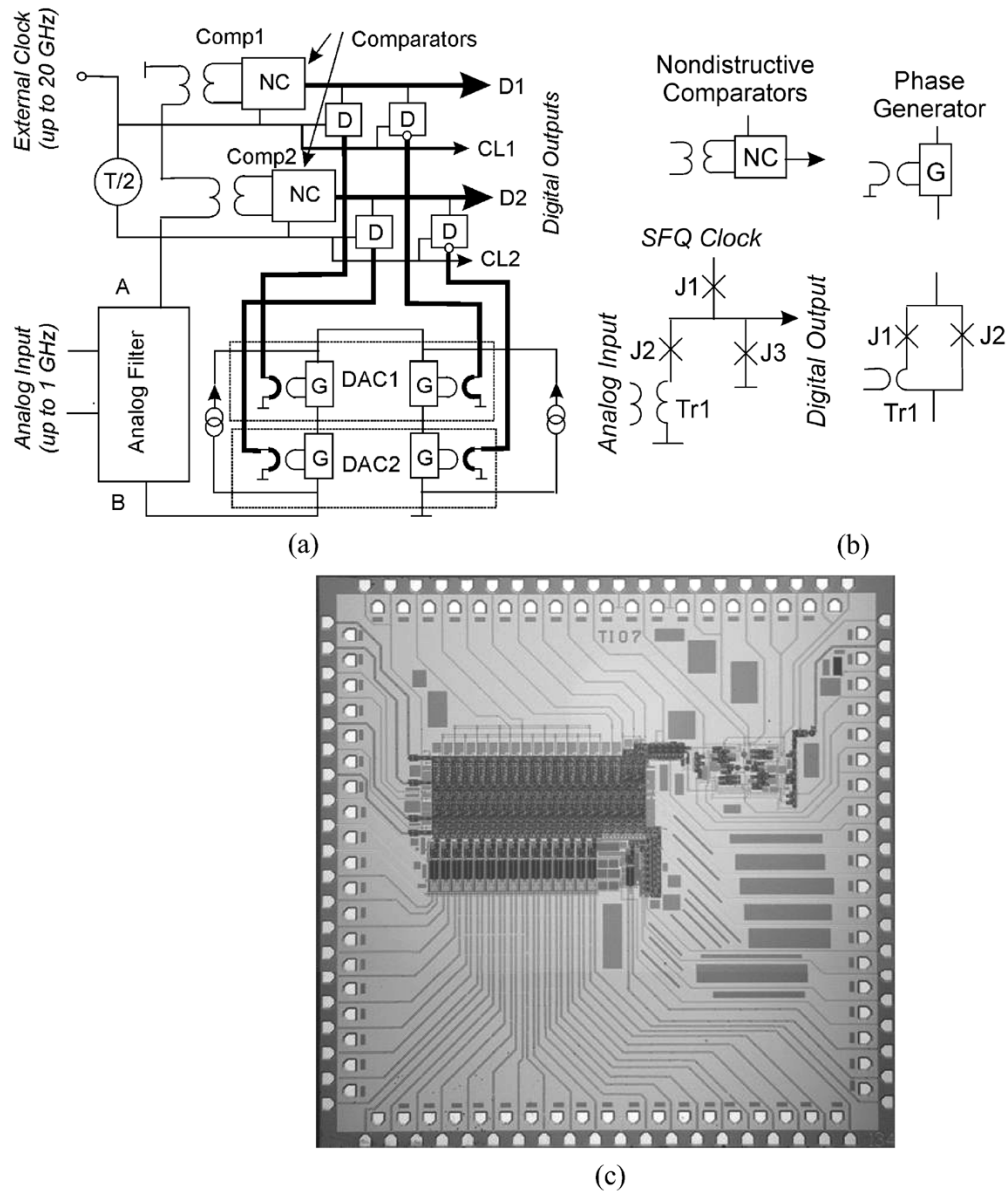 External Clock
(up to 20 GHz)
Comp1
Comparators
NC
D1
D
D
CL1
T/2
Comp2
NC
D2
D
D
CL2
Digital Outputs
A
Analog Input
(up to 1 GHz)
Analog Filter
B
G
DAC1
G
G
DAC2
G
(a)
Nondistructive
Comparators
NC
Phase
Generator
G
SFQ Clock
J1
J2
J3
Analog Input
Tr1
Digital Output
J1
J2
Tr1
(b)
T107
(c)